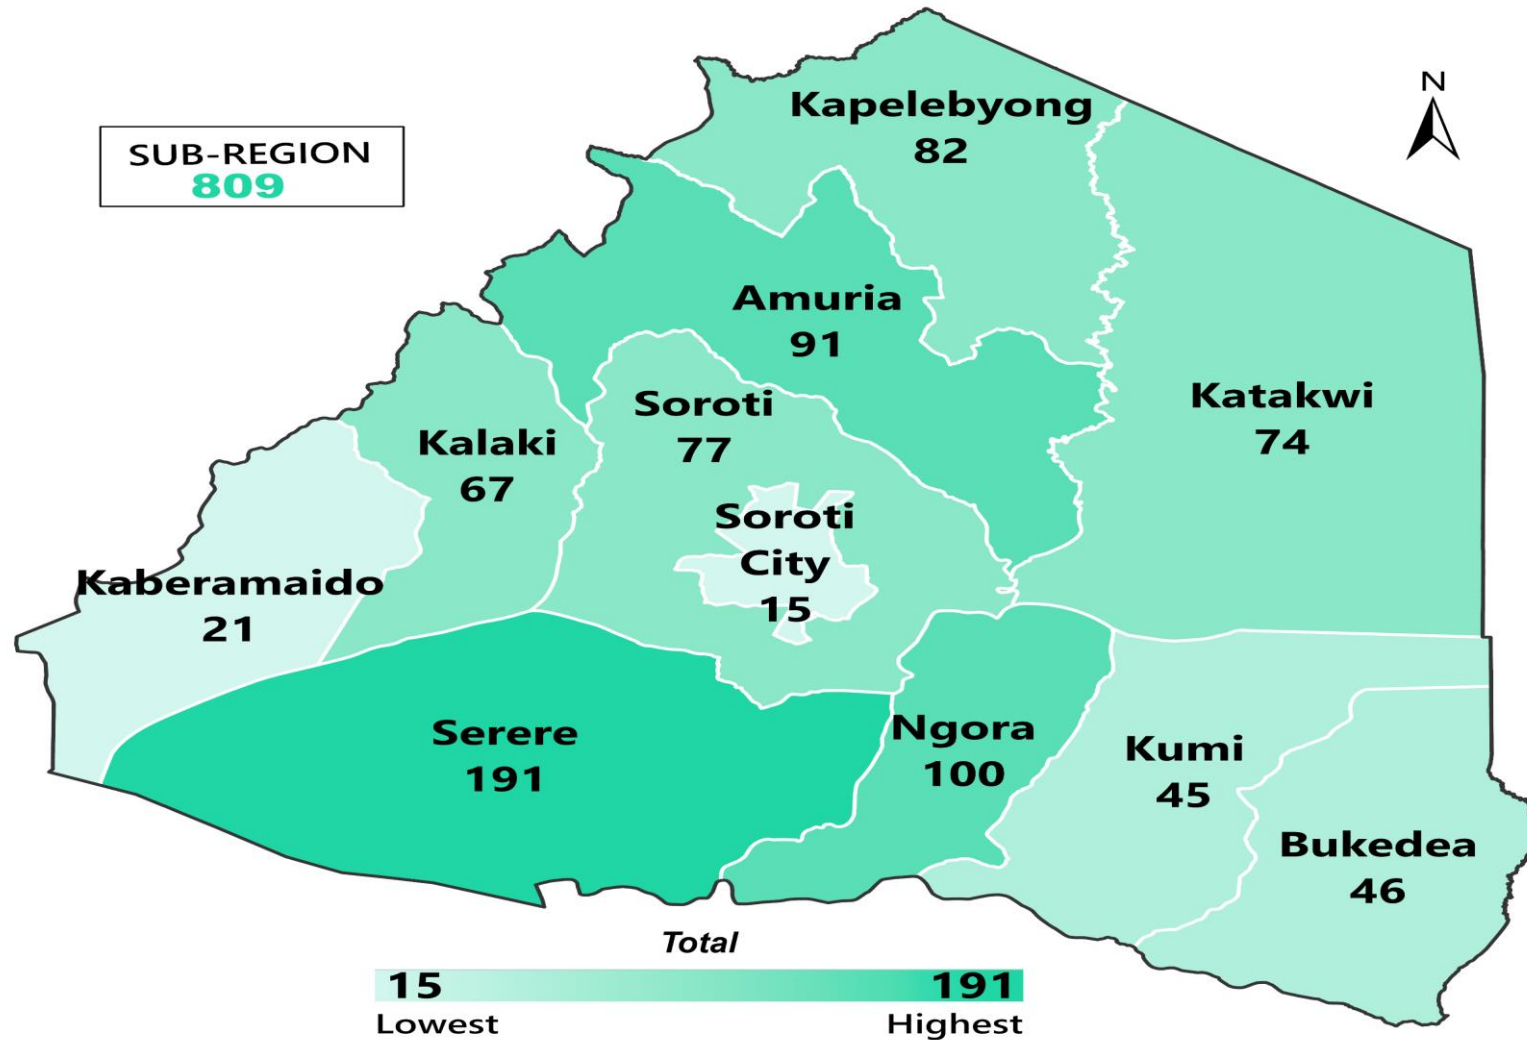 N
Kapelebyong
82
SUB-REGION
809
Amuria
91
Katakwi
74
Soroti
77
Kalaki
67
Soroti
City
15
Kaberamaido
21
Serere
191
Ngora
100
Kumi
45
Bukedea
46
Total
15
191
Lowest
Highest